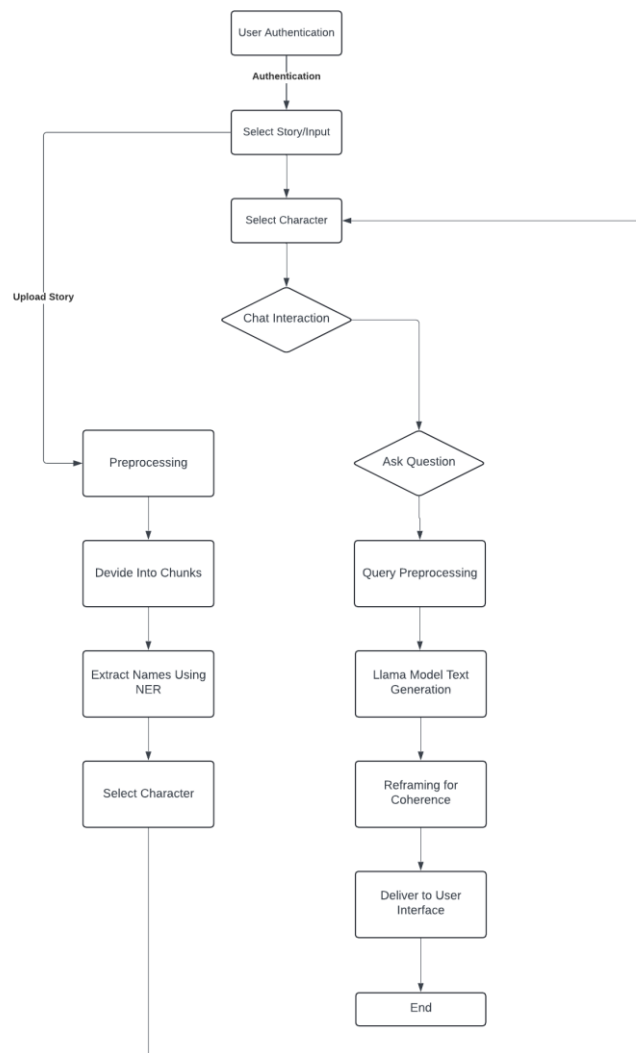 User Authentication
Authentication
Select Story/Input
Select Character
Upload Story
Chat Interaction
Preprocessing
Ask Question
Devide Into Chunks
Query Preprocessing
Extract Names Using
NER
Llama Model Text
Generation
Select Character
Reframing for
Coherence
Deliver to User
Interface
End